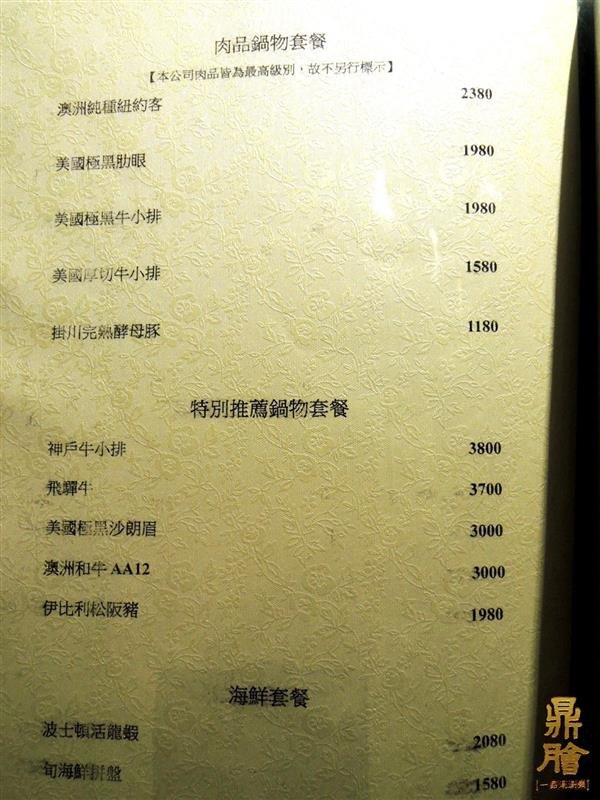 肉品鍋物套餐
【本公司肉品皆為最高級別，故不另行標示】
澳洲純種紐約客 2380
美國極黑肋眼 1980
美國極黑牛小排 1980
美國厚切牛小排 1580
掛川完熟酵母豚 1180
特別推薦鍋物套餐
神戶牛小排 3800
飛驒牛 3700
美國極黑沙朗眉 3000
澳洲和牛 AA12 3000
伊比利松阪豬 1980
海鮮套餐
波士頓活龍蝦 2080
旬海鮮拼盤 1580
鼎
膾